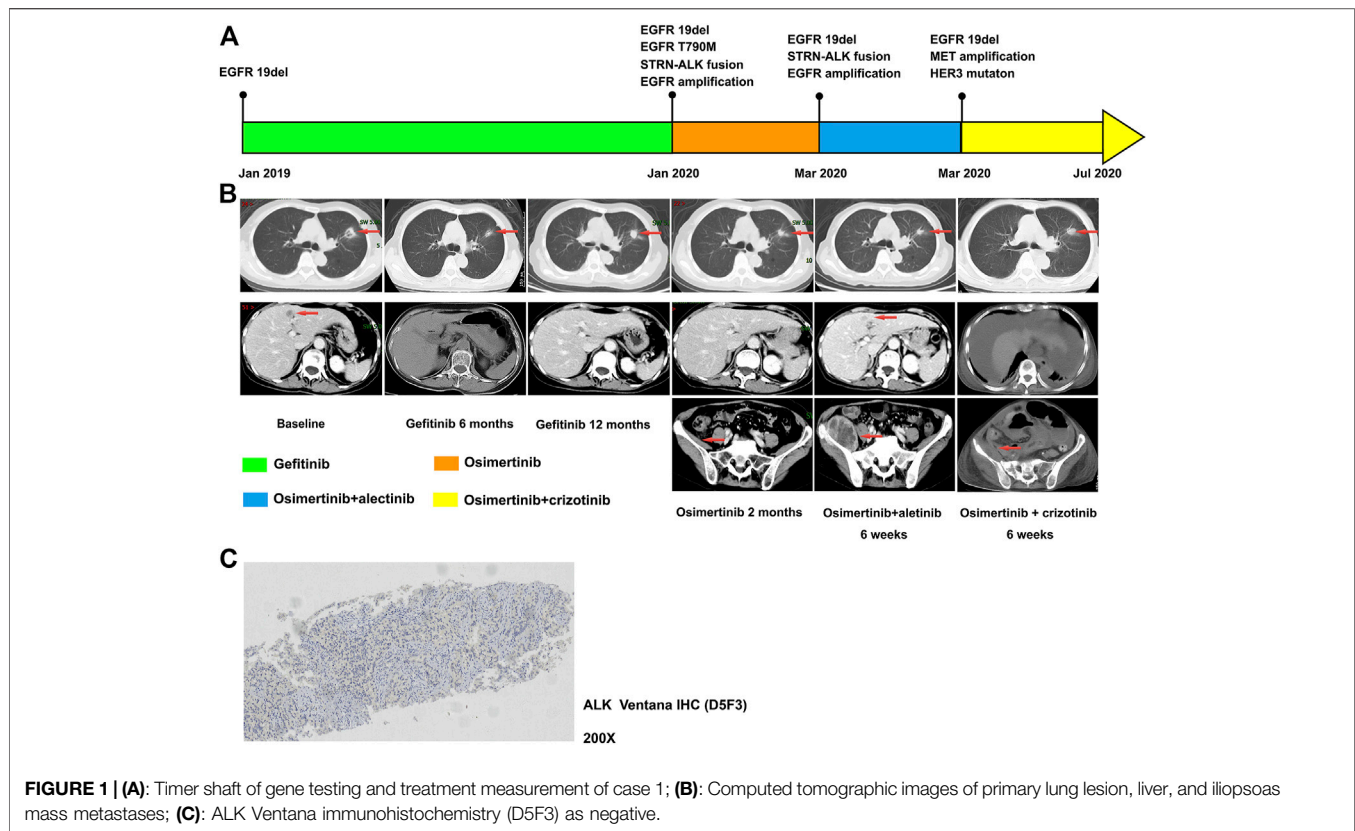 A
EGFR 19del
EGFR 19del
EGFR T790M
STRN-ALK fusion
EGFR amplification
EGFR 19del
STRN-ALK fusion
EGFR amplification
EGFR 19del
MET amplification
HER3 mutaton
Jan 2019
Jan 2020
Mar 2020
Mar 2020
Jul 2020
B
Baseline
Gefitinib 6 months
Gefitinib 12 months
Gefitinib
Osimertinib
Osimertinib+alectinib
Osimertinib+crizotinib
Osimertinib 2 months
Osimertinib+aletinib
6 weeks
Osimertinib + crizotinib
6 weeks
C
ALK Ventana IHC (D5F3)
200X
FIGURE 1 | (A): Timer shaft of gene testing and treatment measurement of case 1; (B): Computed tomographic images of primary lung lesion, liver, and iliopsoas
mass metastases; (C): ALK Ventana immunohistochemistry (D5F3) as negative.